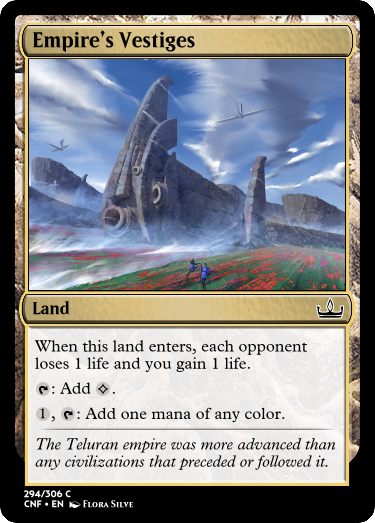 Empire's Vestiges
Land
When this land enters, each opponent
loses 1 life and you gain 1 life.
: Add .
1, : Add one mana of any color.
The Teluran empire was more advanced than
any civilizations that preceded or followed it.
294/306 C
CNF • EN Flora Silve